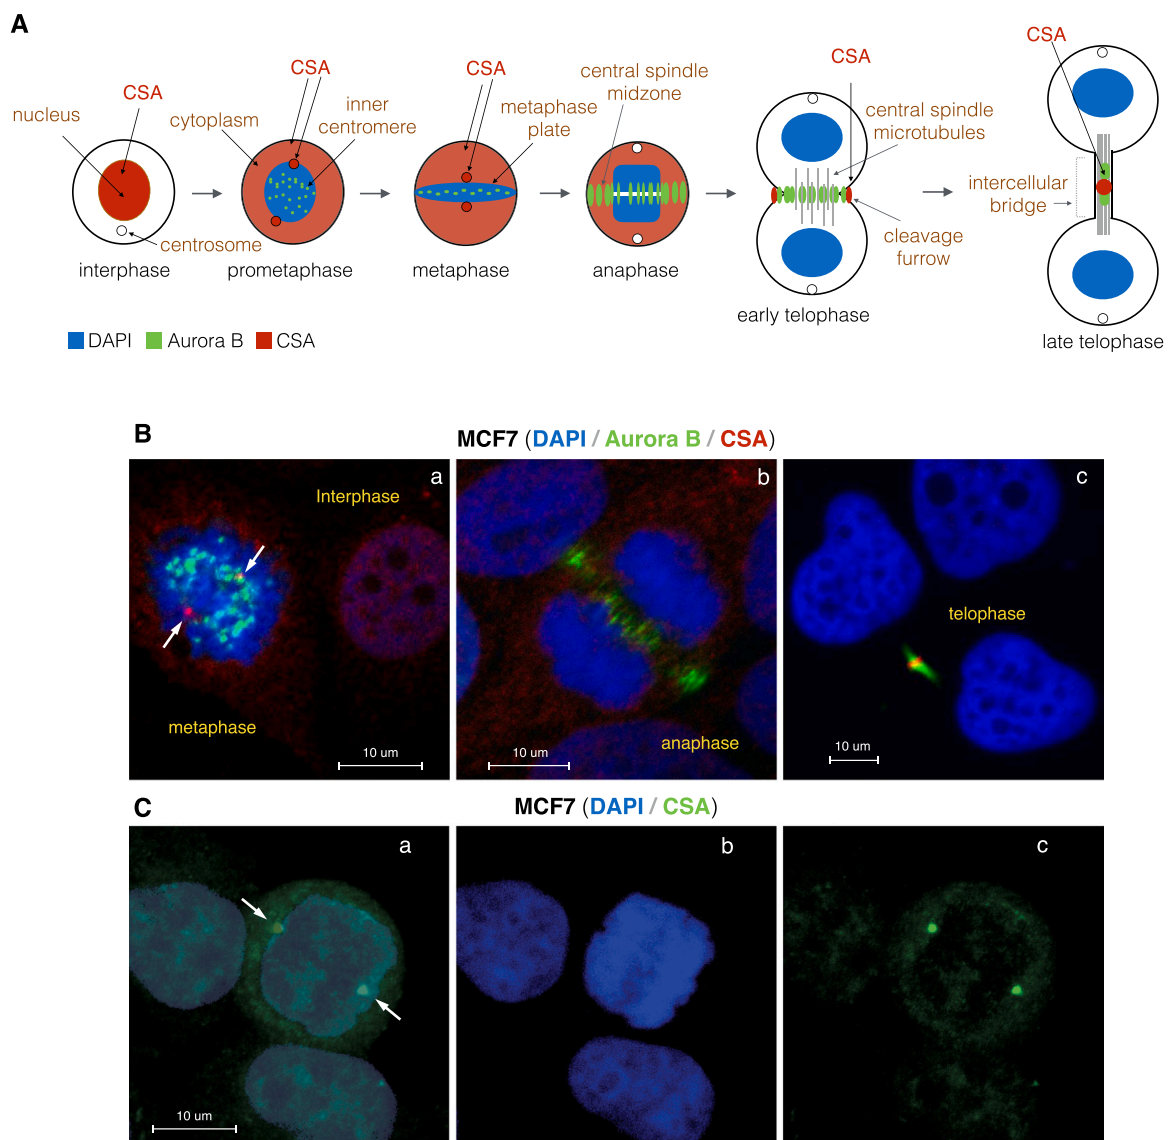 A
CSA
nucleus
centrosome
interphase
CSA
cytoplasm
inner
centromere
prometaphase
CSA
metaphase
plate
metaphase
central spindle
midzone
anaphase
CSA
central spindle
microtubules
cleavage
furrow
early telophase
CSA
intercellular
bridge
late telophase
DAPI Aurora B CSA
B
MCF7 (DAPI / Aurora B / CSA)
a
Interphase
metaphase
10 um
b
anaphase
10 um
c
telophase
10 um
C
MCF7 (DAPI / CSA)
a
10 um
b
c